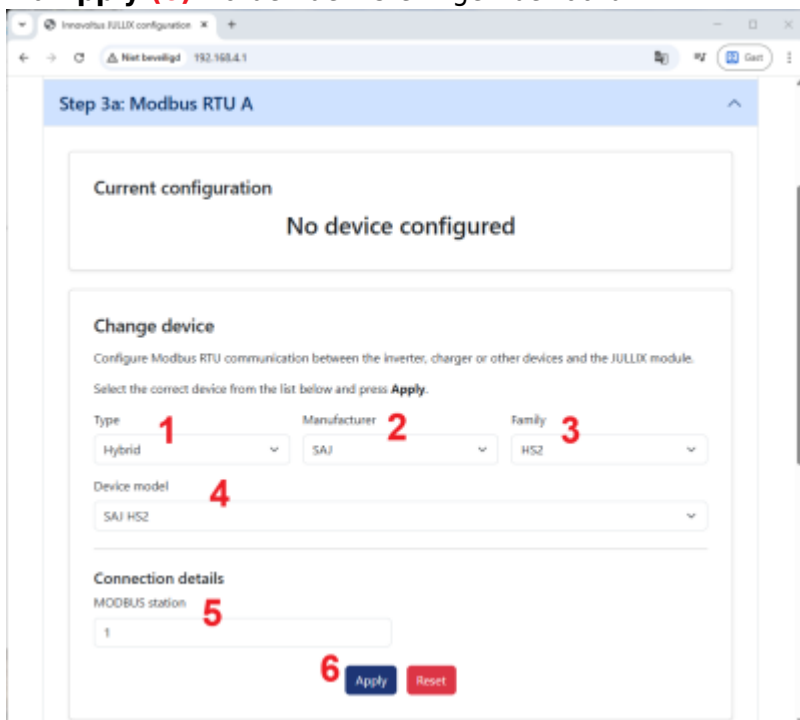 Apply (6)
Innovoltus JULLIX configuration
Niet beveiligd 192.168.4.1
Gast
Step 3a: Modbus RTU A
Current configuration
No device configured
Change device
Configure Modbus RTU communication between the inverter, charger or other devices and the JULLIX module.
Select the correct device from the list below and press Apply.
Type 1 Manufacturer 2 Family 3
Hybrid SAJ HS2
Device model 4
SAJ HS2
Connection details
MODBUS station 5
1
6 Apply Reset